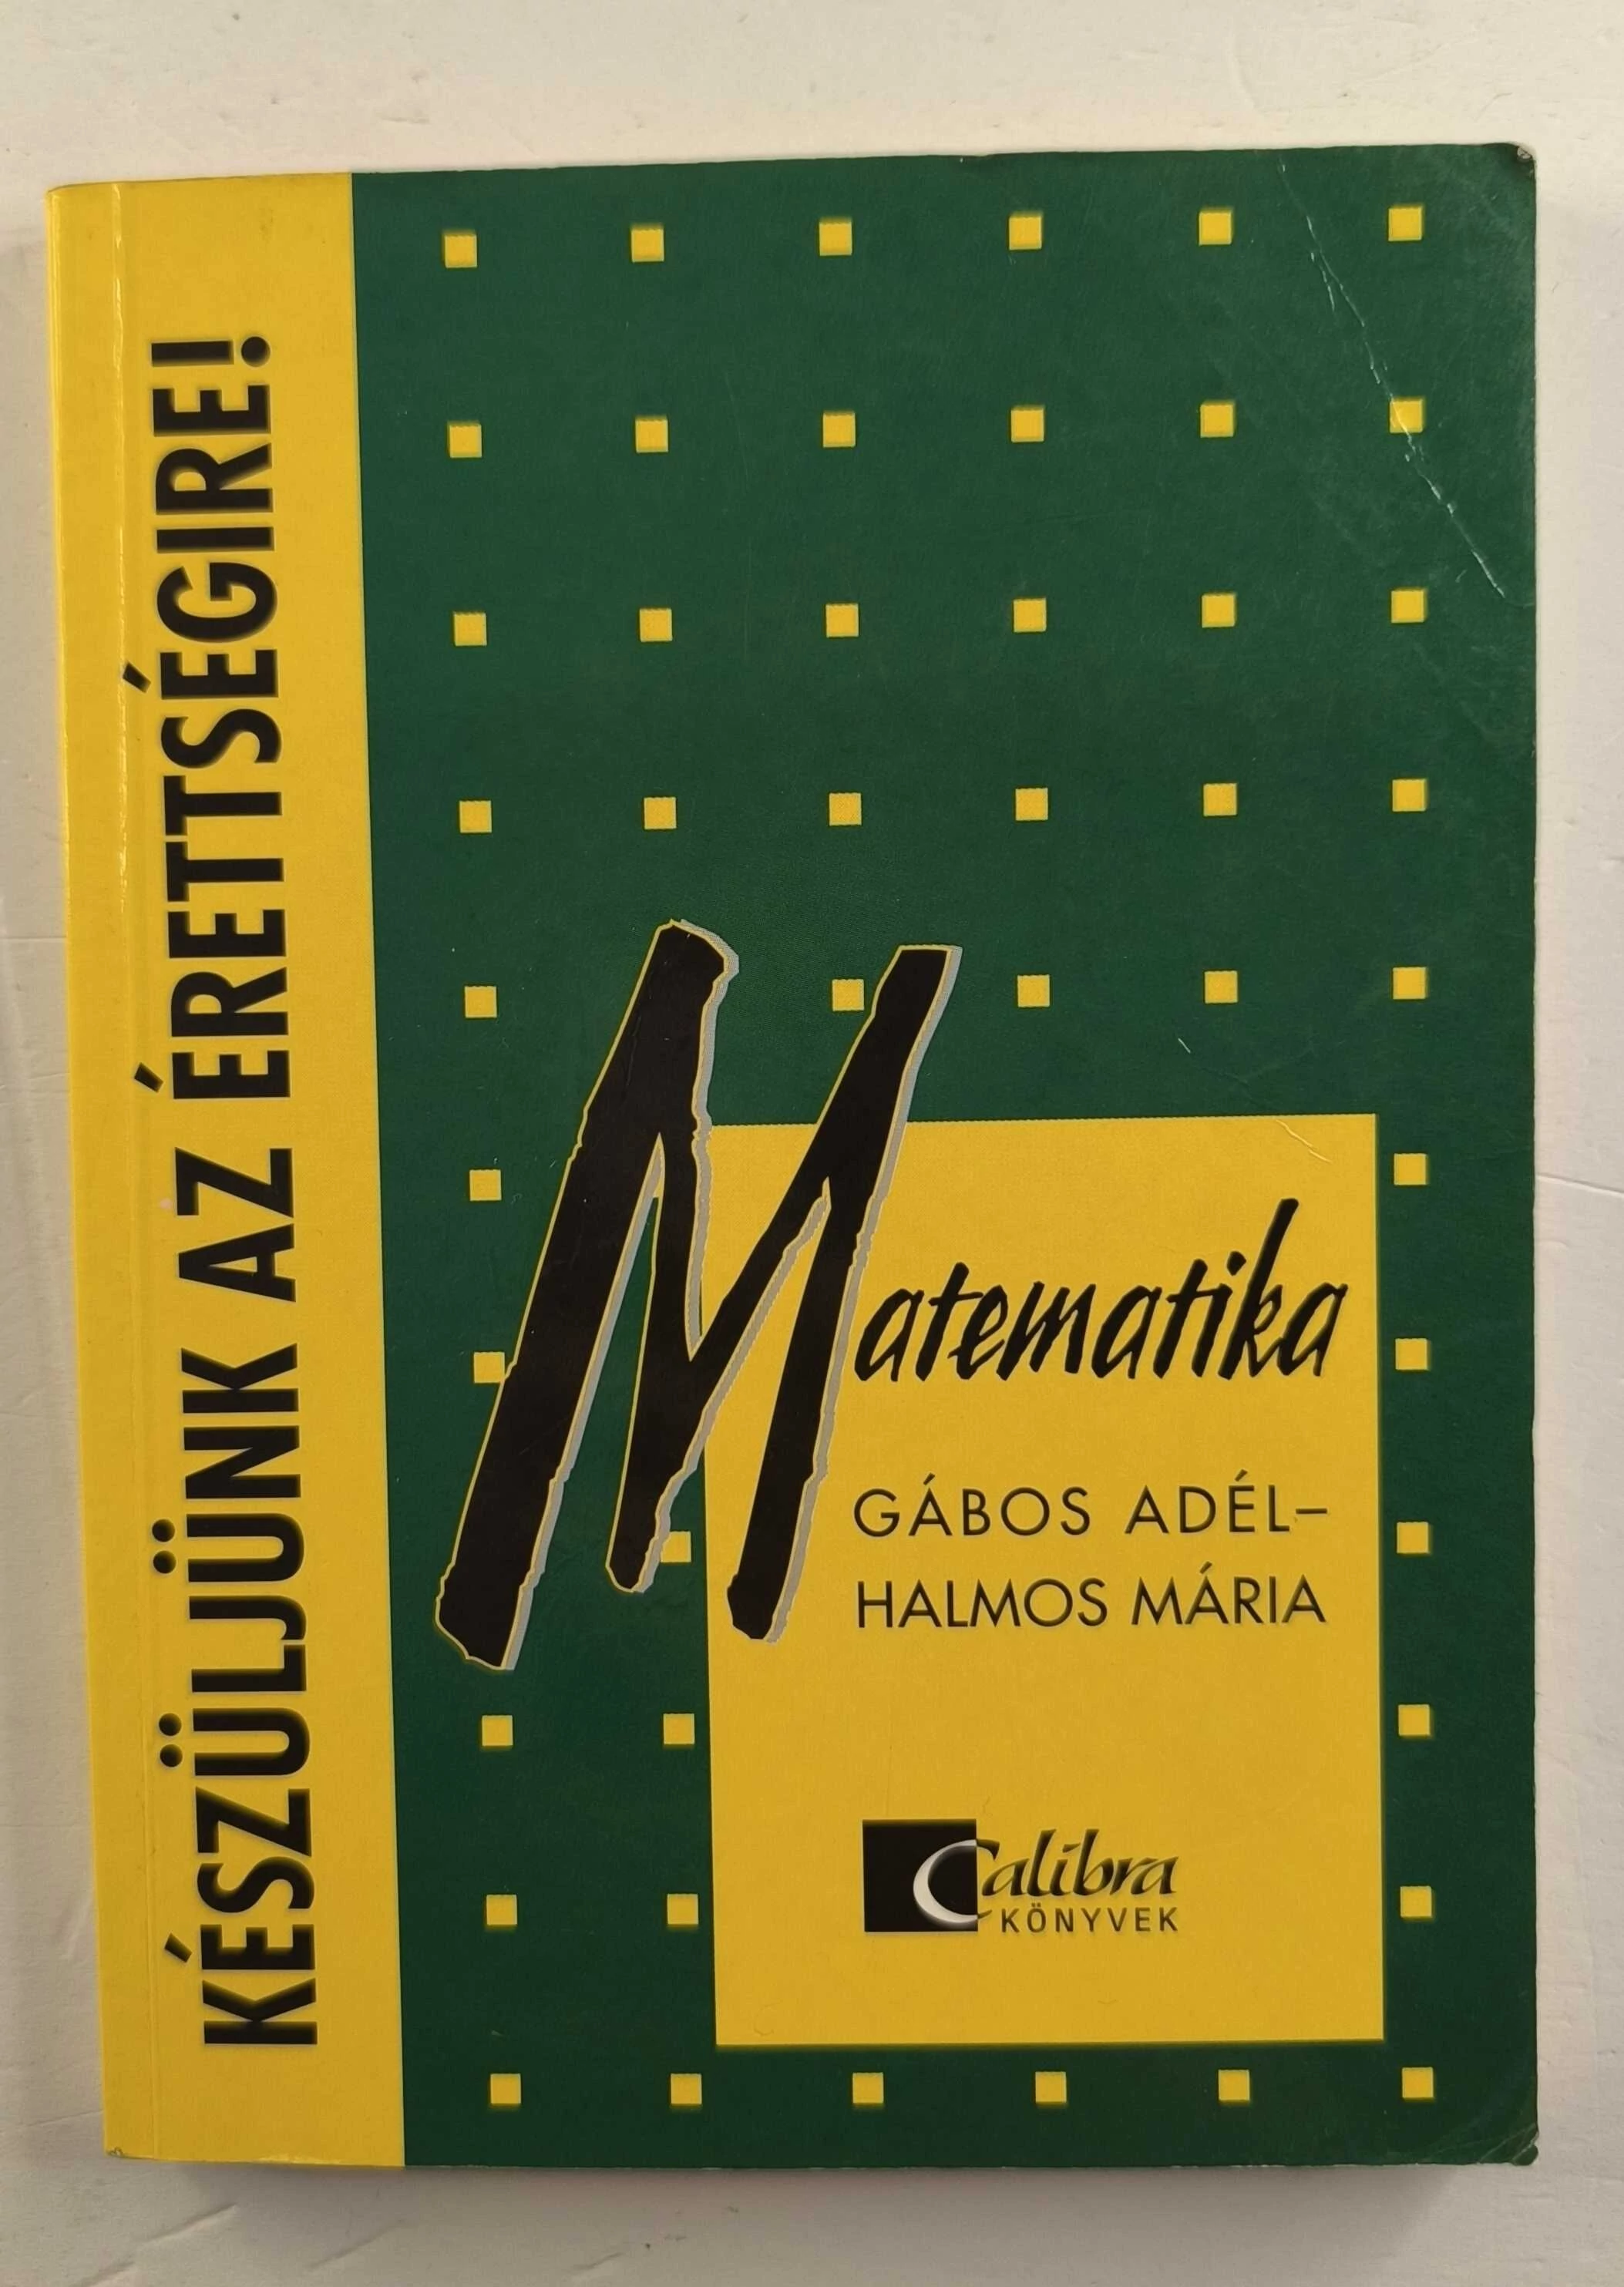 KÉSZÜLJÜNK AZ ÉRETTSÉGIRE!
Matematika
GÁBOS ADÉL–
HALMOS MÁRIA
Calibra
KÖNYVEK